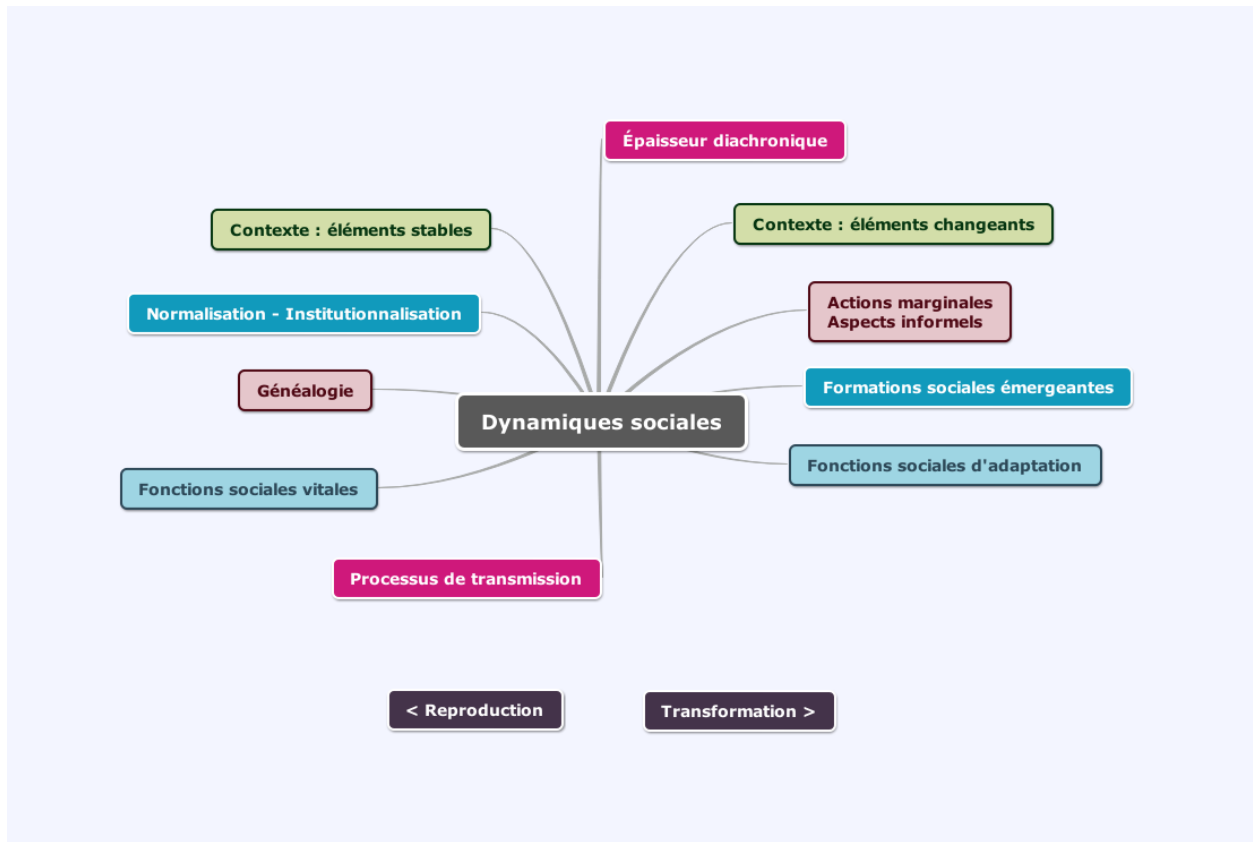 Épaisseur diachronique
Contexte : éléments stables
Contexte : éléments changeants
Normalisation - Institutionnalisation
Actions marginales
Aspects informels
Généalogie
Formations sociales émergeantes
Dynamiques sociales
Fonctions sociales vitales
Fonctions sociales d'adaptation
Processus de transmission
< Reproduction
Transformation >